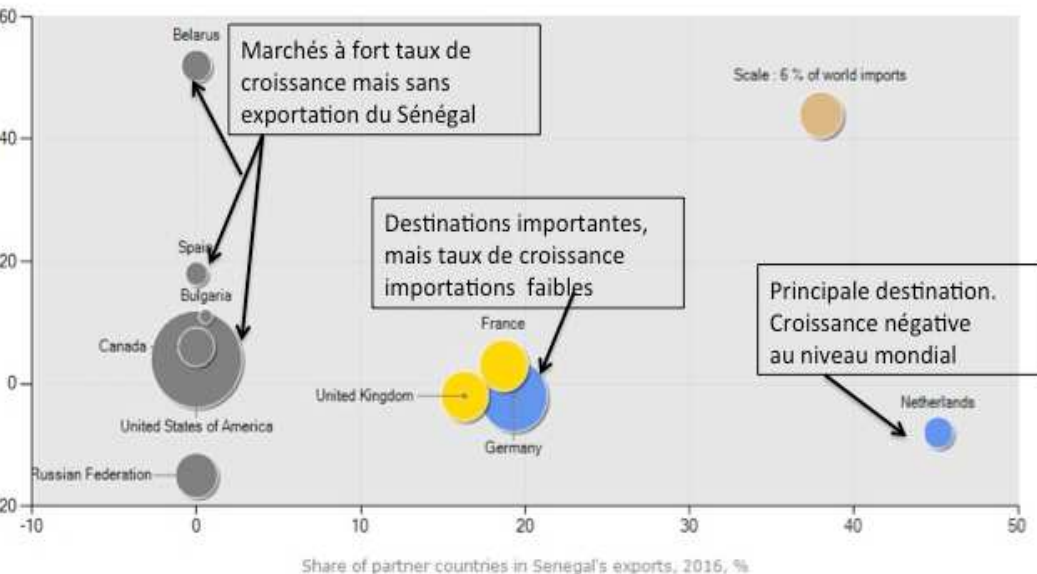 60
Belarus
Marchés à fort taux de
croissance mais sans
exportation du Sénégal
Scale : 6 % of world imports
40
Destinations importantes,
mais taux de croissance
importations faibles
Spain
20
Bulgaria
Principale destination.
Croissance négative
au niveau mondial
France
Canada
0
United Kingdom
Netherlands
United States of America
Germany
Russian Federation
20
-10
0
10
20
30
40
50
Share of partner countries in Senegal's exports, 2016, %